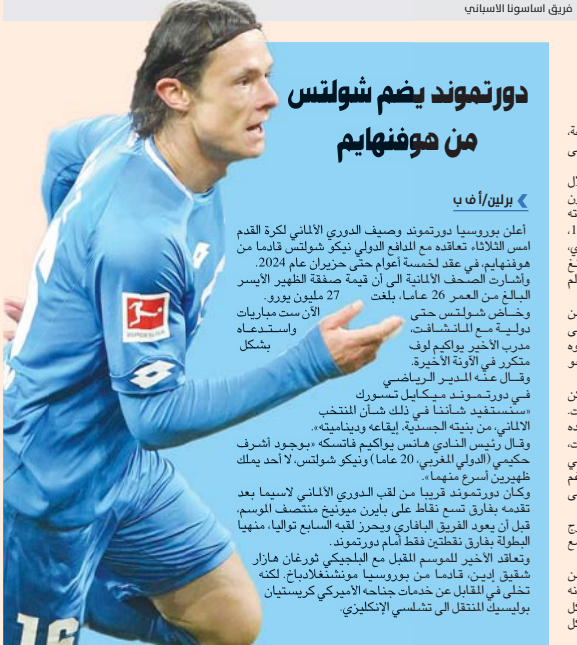 فريق اساسونا الاسباني
دورتموند يضم شولتس
من هوفنهايم
برلين/أ ف ب
أعلن بوروسيا دورتموند وصيف الدوري الألماني لكرة القدم
امس الثلاثاء تعاقده مع المدافع الدولي نيكو شولتس قادما من
هوفنهايم، في عقد لخمسة أعوام حتى حزيران عام 2024.
وأشارت الصحف الألمانية الى أن قيمة صفقة الظهير الأيسر
البالغ من العمر 26 عاما، بلغت 27 مليون يورو.
وخاض شولتس حتى الآن ست مباريات
دولية مع المانشافت، واستدعاه
مدرب الأخير يواكيم لوف بشكل
متكرر في الآونة الأخيرة.
وقال عنه المدير الرياضي
في دورتموند ميكايل تسورك
«سنستفيد شأننا في ذلك شأن المنتخب
الالماني، من بنيته الجسدية، إيقاعه وديناميته».
وقال رئيس النادي هانس يواكيم فاتسكه «بوجود أشرف
حكيمي (الدولي المغربي، 20 عاما) ونيكو شولتس، لا أحد يملك
ظهيرين أسرع منهما».
وكان دورتموند قريبا من لقب الدوري الألماني لاسيما بعد
تقدمه بفارق تسع نقاط على بايرن ميونيخ منتصف الموسم،
قبل أن يعود الفريق البافاري ويحرز لقبه السابع تواليا، منهيا
البطولة بفارق نقطتين فقط أمام دورتموند.
وتعاقد الأخير للموسم المقبل مع البلجيكي ثورغان هازار
شقيق إدين، قادما من بوروسيا مونشنغلادباخ. لكنه
تخلى في المقابل عن خدمات جناحه الأميركي كريستيان
بوليسيك المنتقل الى تشلسي الإنكليزي.
BUNDESLIGA
16